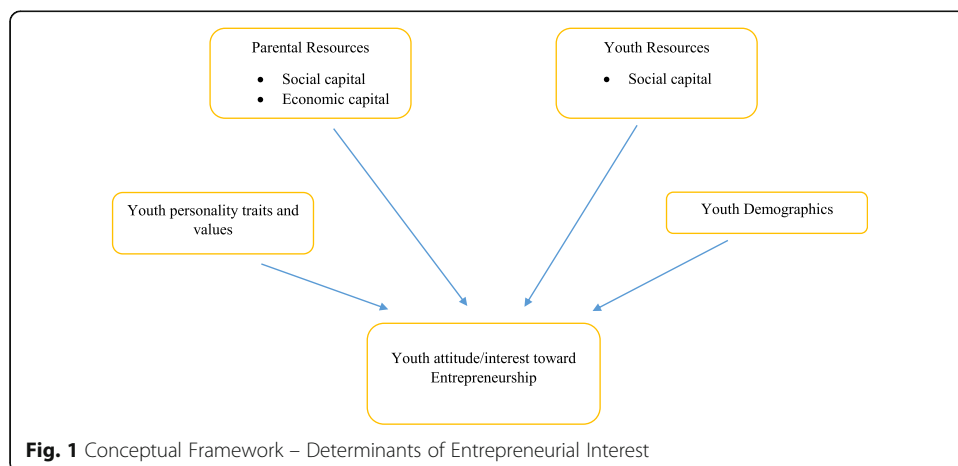 Parental Resources
• Social capital
• Economic capital
Youth Resources
• Social capital
Youth personality traits and
values
Youth Demographics
Youth attitude/interest toward
Entrepreneurship
Fig. 1 Conceptual Framework – Determinants of Entrepreneurial Interest